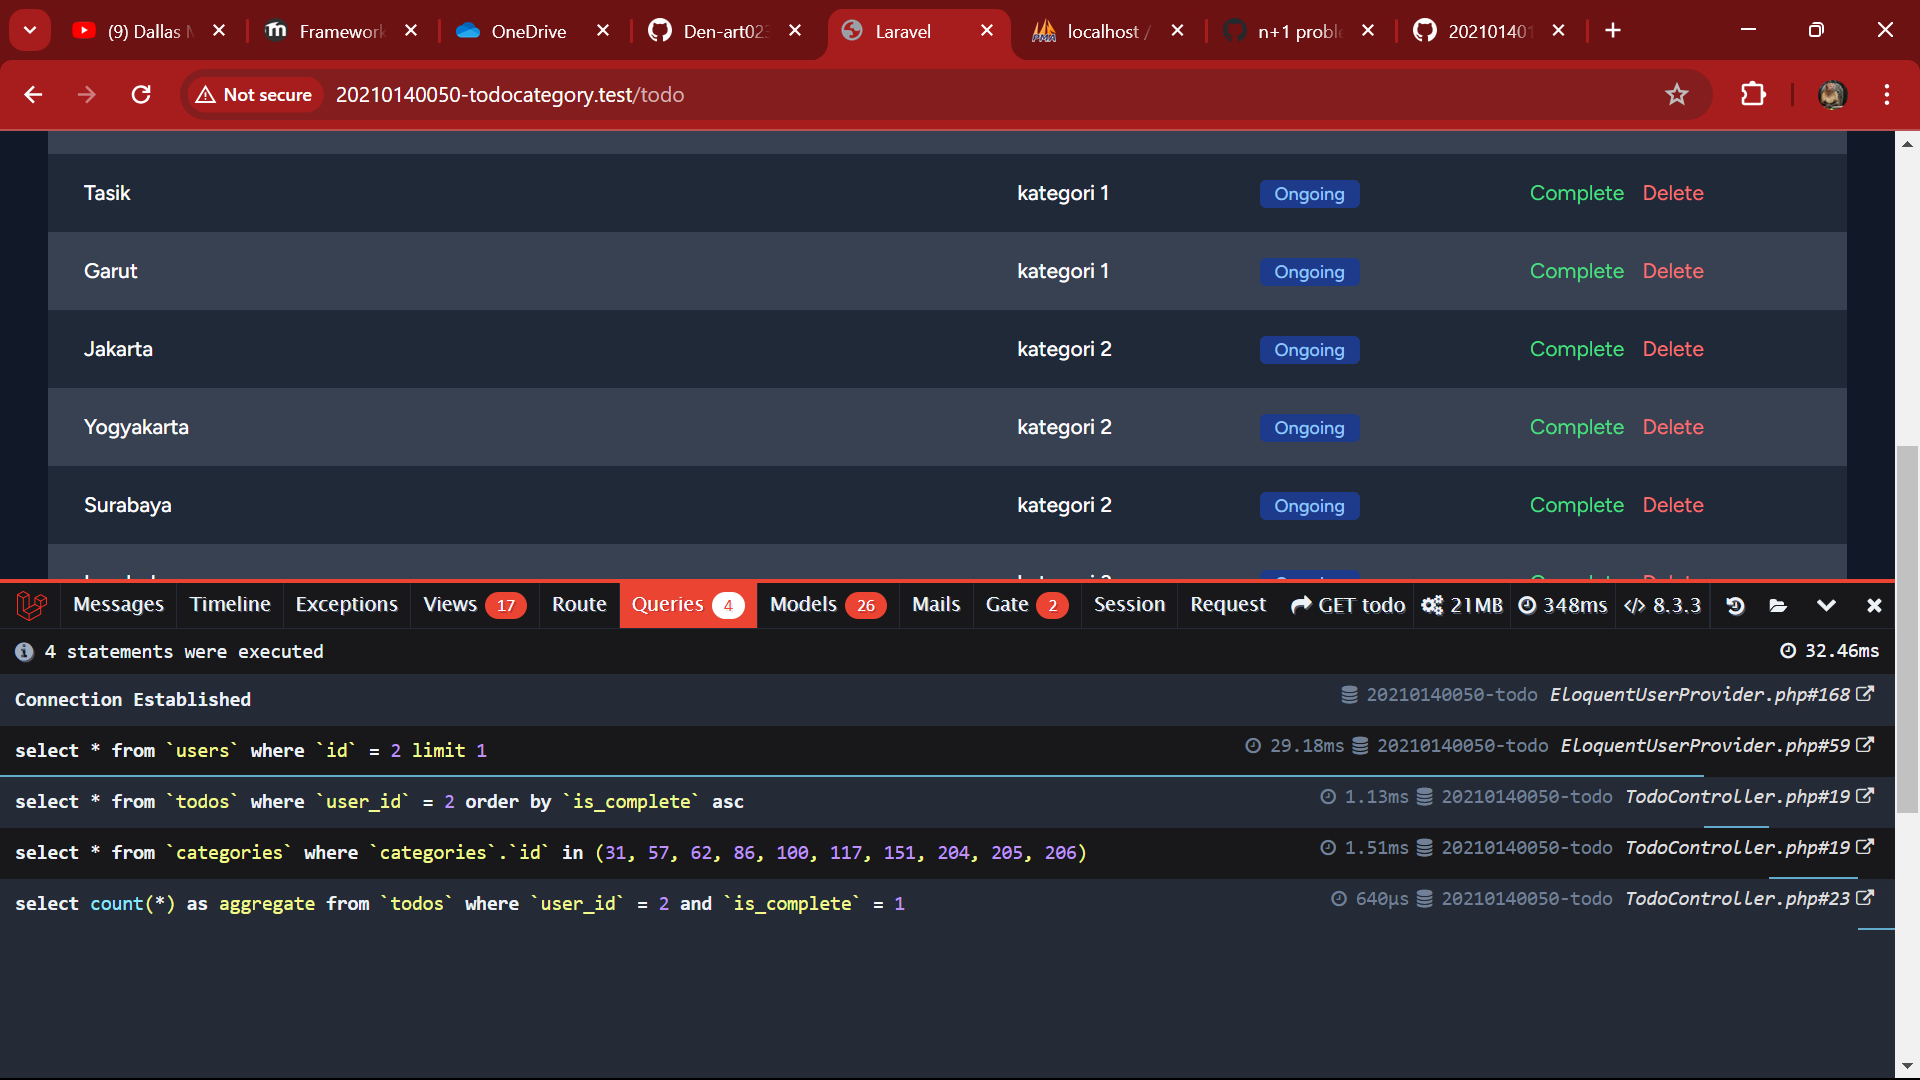 (9) Dallas
Framework
OneDrive
Den-art02
Laravel
localhost /
n+1 proble
202101401
Not secure
20210140050-todocategory.test/todo
Tasik kategori 1 Ongoing Complete Delete
Garut kategori 1 Ongoing Complete Delete
Jakarta kategori 2 Ongoing Complete Delete
Yogyakarta kategori 2 Ongoing Complete Delete
Surabaya kategori 2 Ongoing Complete Delete
Messages Timeline Exceptions Views 17 Route Queries 4 Models 26 Mails Gate 2 Session Request GET todo 21MB 348ms </> 8.3.3
4 statements were executed 32.46ms
Connection Established 20210140050-todo EloquentUserProvider.php#168
select * from `users` where `id` = 2 limit 1 29.18ms 20210140050-todo EloquentUserProvider.php#59
select * from `todos` where `user_id` = 2 order by `is_complete` asc 1.13ms 20210140050-todo TodoController.php#19
select * from `categories` where `categories`.`id` in (31, 57, 62, 86, 100, 117, 151, 204, 205, 206) 1.51ms 20210140050-todo TodoController.php#19
select count(*) as aggregate from `todos` where `user_id` = 2 and `is_complete` = 1 640μs 20210140050-todo TodoController.php#23